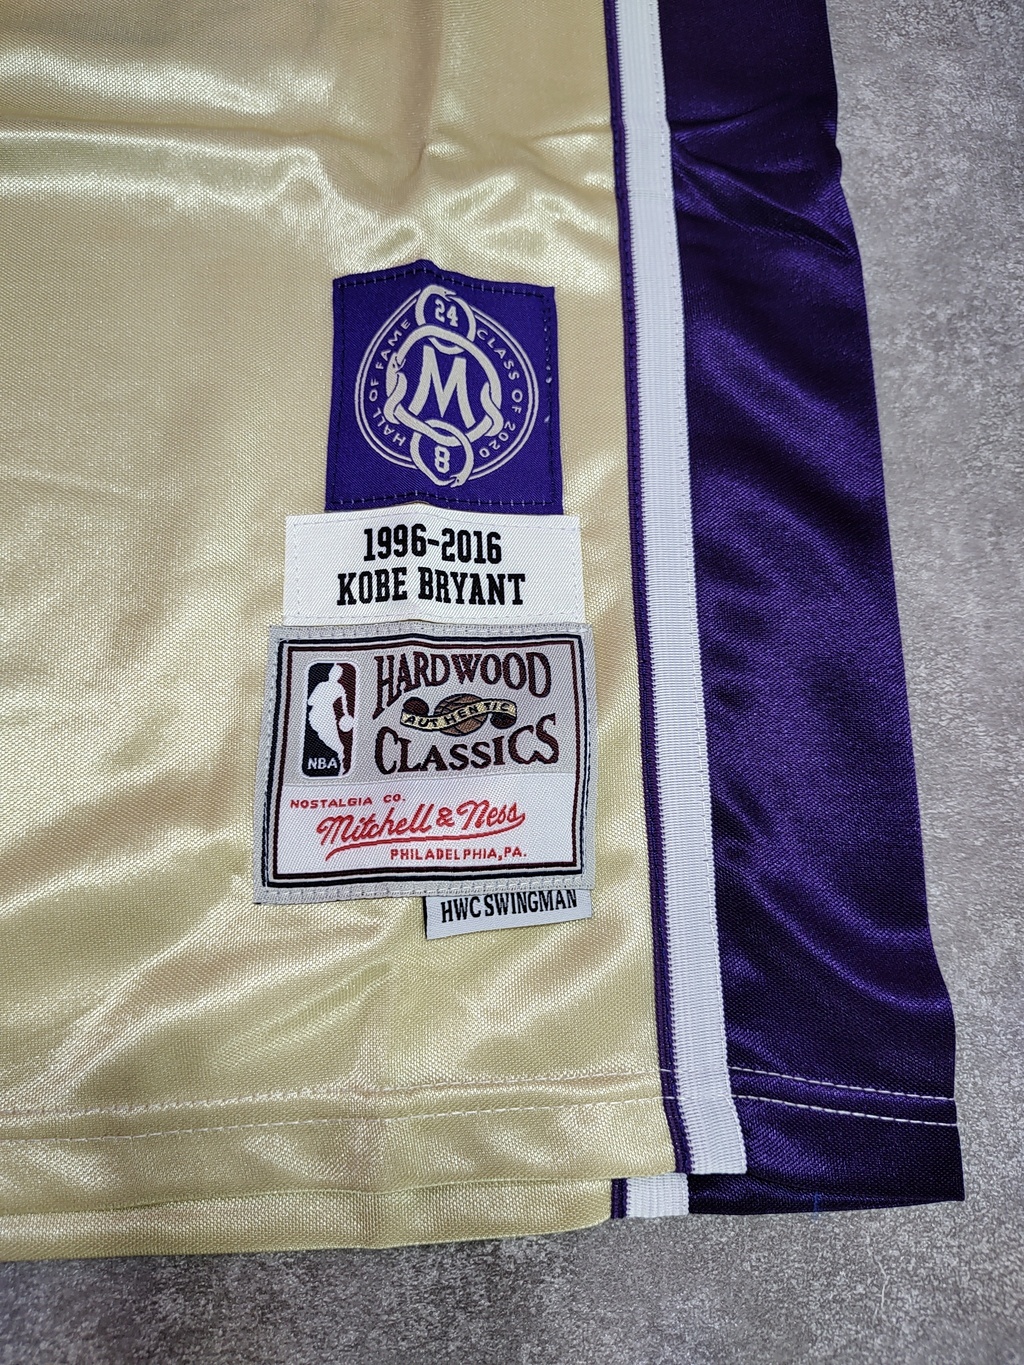 24
HALL OF FAME CLASS OF 2020
M
8
1996-2016
KOBE BRYANT
HARDWOOD
AUTHENTIC
CLASSICS
NBA
NOSTALGIA CO.
Mitchell & Ness
PHILADELPHIA, PA.
HWC SWINGMAN